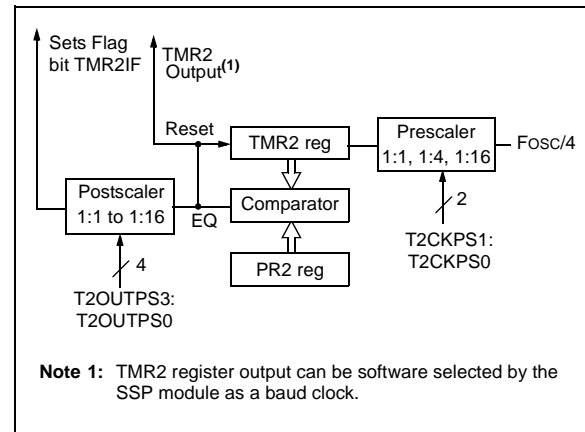 Sets Flag
bit TMR2IF
TMR2
Output(1)
Reset
TMR2 reg
Prescaler
1:1, 1:4, 1:16
FOSC/4
Postscaler
1:1 to 1:16
EQ
Comparator
2
T2CKPS1:
T2CKPS0
4
PR2 reg
T2OUTPS3:
T2OUTPS0
Note 1: TMR2 register output can be software selected by the
SSP module as a baud clock.